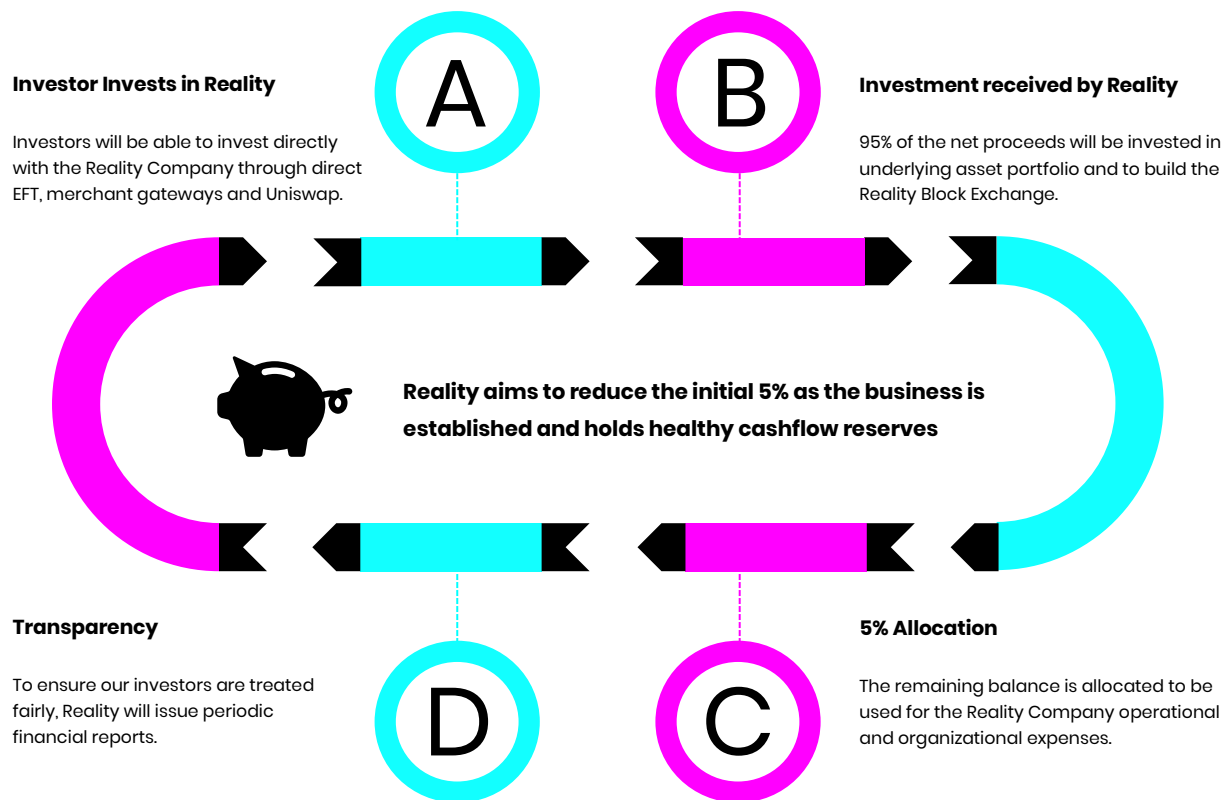 A
Investor Invests in Reality
Investors will be able to invest directly
with the Reality Company through direct
EFT, merchant gateways and Uniswap.
B
Investment received by Reality
95% of the net proceeds will be invested in
underlying asset portfolio and to build the
Reality Block Exchange.
Reality aims to reduce the initial 5% as the business is
established and holds healthy cashflow reserves
Transparency
To ensure our investors are treated
fairly, Reality will issue periodic
financial reports.
D
C
5% Allocation
The remaining balance is allocated to be
used for the Reality Company operational
and organizational expenses.